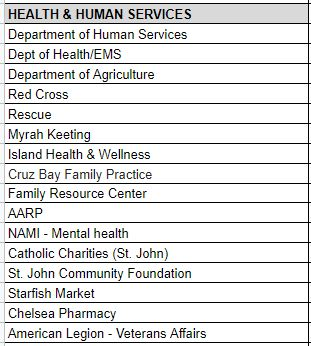 HEALTH & HUMAN SERVICES
Department of Human Services
Dept of Health/EMS
Department of Agriculture
Red Cross
Rescue
Myrah Keeting
Island Health & Wellness
Cruz Bay Family Practice
Family Resource Center
AARP
NAMI - Mental health
Catholic Charities (St. John)
St. John Community Foundation
Starfish Market
Chelsea Pharmacy
American Legion - Veterans Affairs